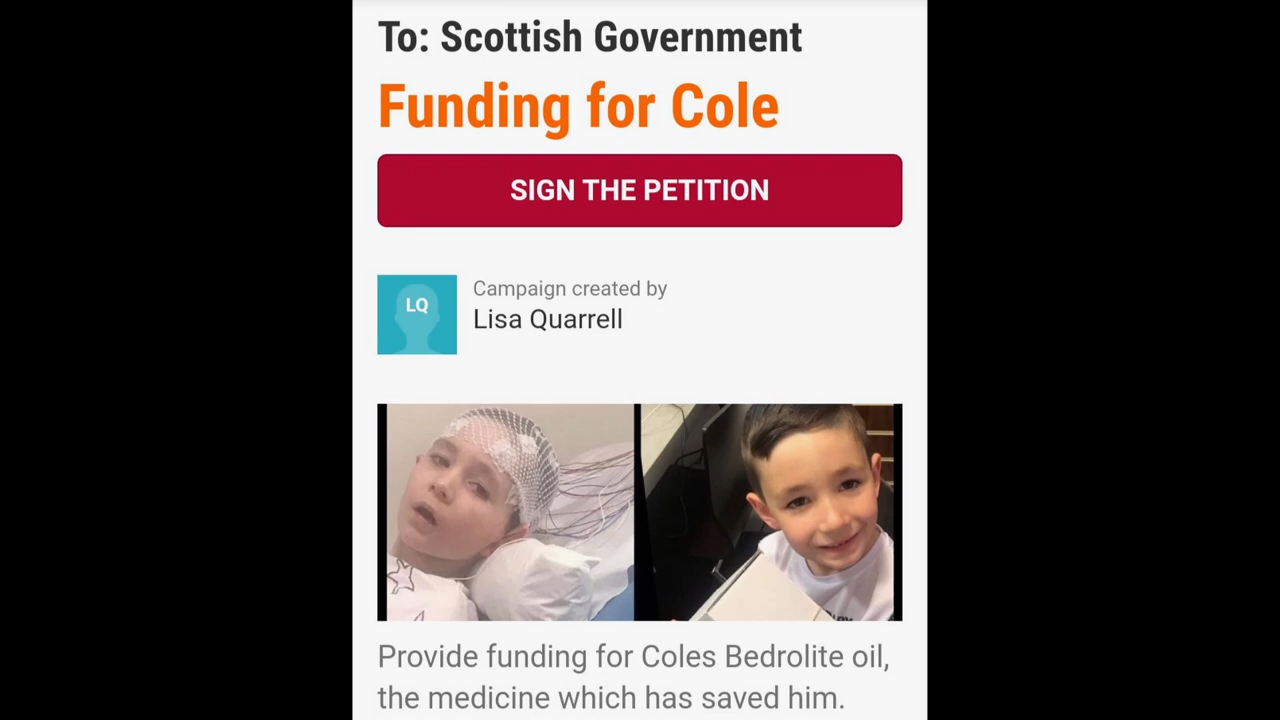 To: Scottish Government
Funding for Cole
SIGN THE PETITION
LQ
Campaign created by
Lisa Quarrell
Provide funding for Coles Bedrolite oil,
the medicine which has saved him.